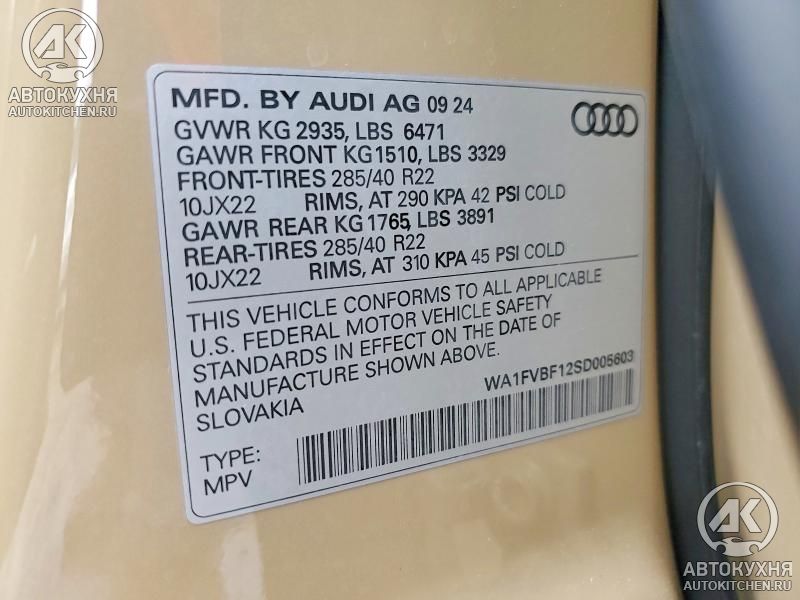 AK
АВТОКУХНЯ
AUTOKITCHEN.RU
MFD. BY AUDI AG 09 24
GVWR KG 2935, LBS 6471
GAWR FRONT KG1510, LBS 3329
FRONT-TIRES 285/40 R22
10JX22 RIMS, AT 290 KPA 42 PSI COLD
GAWR REAR KG 1765, LBS 3891
REAR-TIRES 285/40 R22
10JX22 RIMS, AT 310 KPA 45 PSI COLD
THIS VEHICLE CONFORMS TO ALL APPLICABLE
U.S. FEDERAL MOTOR VEHICLE SAFETY
STANDARDS IN EFFECT ON THE DATE OF
MANUFACTURE SHOWN ABOVE.
SLOVAKIA
WA1FVBF12SD005603
TYPE:
MPV
AK
АВТОКУХНЯ
AUTOKITCHEN.RU